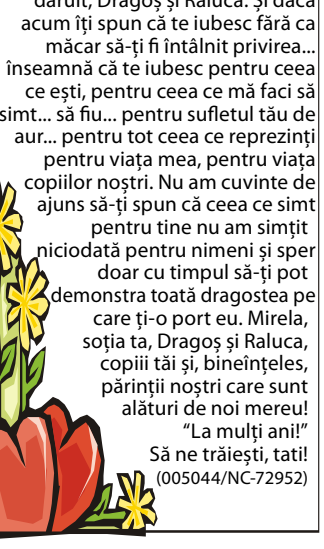 dăruit, Dragoș și Raluca. Și dacă
acum îți spun că te iubesc fără ca
măcar să-ți fi întâlnit privirea...
înseamnă că te iubesc pentru ceea
ce ești, pentru ceea ce mă faci să
simt... să fiu... pentru sufletul tău de
aur... pentru tot ceea ce reprezinți
pentru viața mea, pentru viața
copiilor noștri. Nu am cuvinte de
ajuns să-ți spun că ceea ce simt
pentru tine nu am simțit
niciodată pentru nimeni și sper
doar cu timpul să-ți pot
demonstra toată dragostea pe
care ți-o port eu. Mirela,
soția ta, Dragoș și Raluca,
copiii tăi și, bineînțeles,
părinții noștri care sunt
alături de noi mereu!
“La mulți ani!”
Să ne trăiești, tati!
(005044/NC-72952)